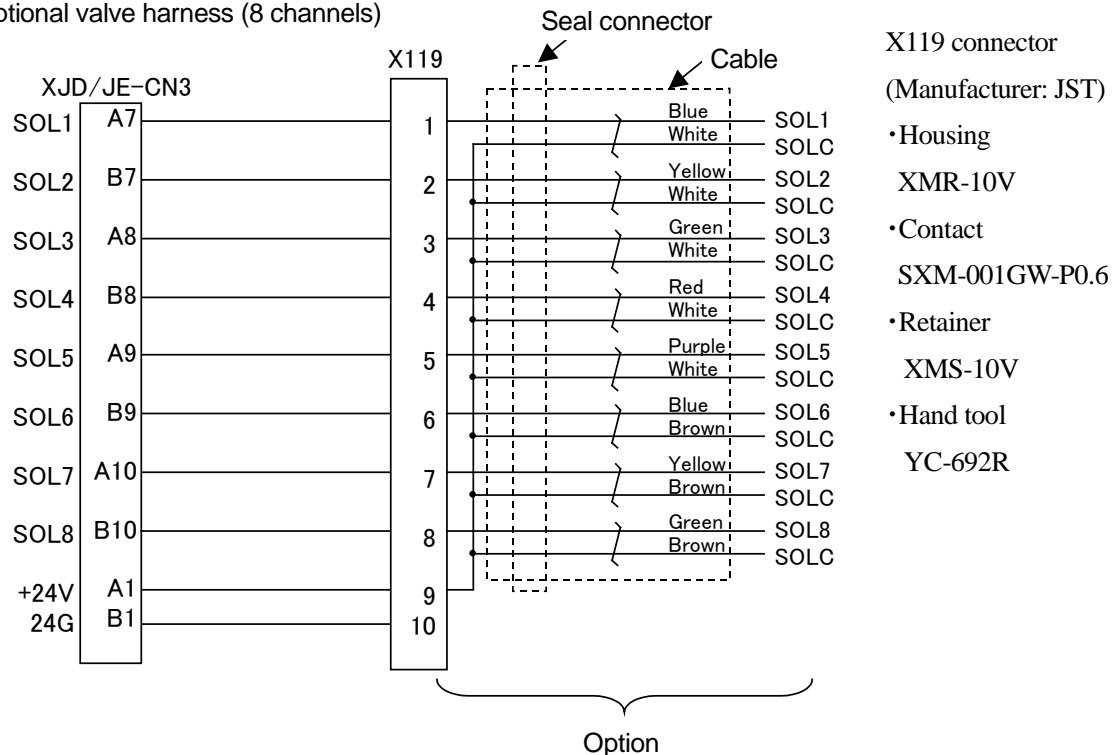 otional valve harness (8 channels)
Seal connector
X119
Cable
XJD/JE-CN3
SOL1 A7 1 Blue SOL1
White SOLC
SOL2 B7 2 Yellow SOL2
White SOLC
SOL3 A8 3 Green SOL3
White SOLC
SOL4 B8 4 Red SOL4
White SOLC
SOL5 A9 5 Purple SOL5
White SOLC
SOL6 B9 6 Blue SOL6
Brown SOLC
SOL7 A10 7 Yellow SOL7
Brown SOLC
SOL8 B10 8 Green SOL8
Brown SOLC
+24V A1 9
24G B1 10
Option
X119 connector
(Manufacturer: JST)
・Housing
XMR-10V
・Contact
SXM-001GW-P0.6
・Retainer
XMS-10V
・Hand tool
YC-692R